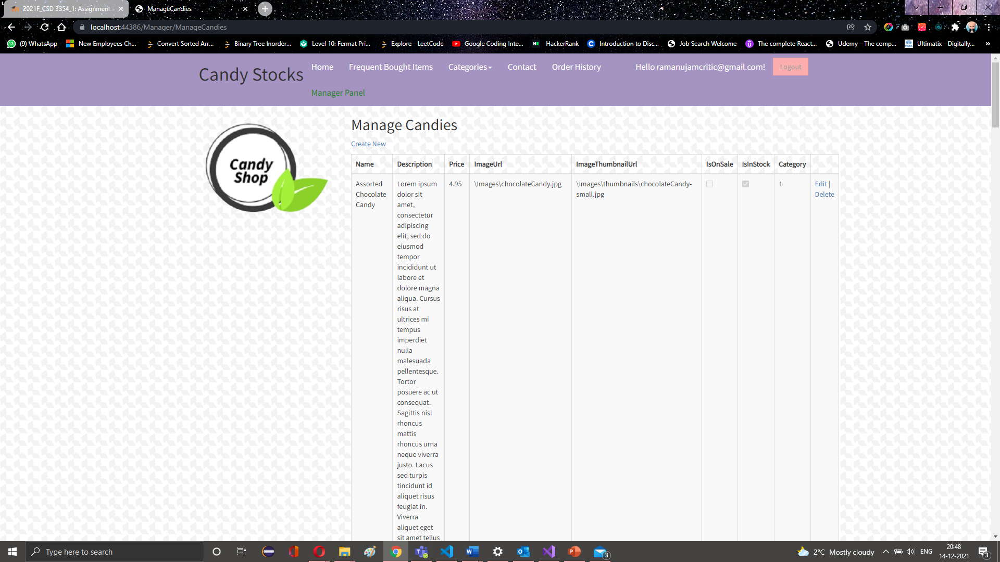 2021F_CSD 3354_1: Assignment
ManageCandies
localhost:44386/Manager/ManageCandies
(9) WhatsApp
New Employees Ch...
Convert Sorted Arr...
Binary Tree Inorder...
Level 10: Fermat Pri...
Explore - LeetCode
Google Coding Inte...
HackerRank
Introduction to Disc...
Job Search Welcome
The complete React...
Udemy – The comp...
Ultimatix - Digitally...
Candy Stocks
Home
Frequent Bought Items
Categories
Contact
Order History
Hello ramanujamcritic@gmail.com!
Logout
Manager Panel
Candy
Shop
Manage Candies
Create New
Name Description Price ImageUrl ImageThumbnailUrl IsOnSale IsInStock Category
Assorted
Chocolate
Candy
Lorem ipsum
dolor sit
amet,
consectetur
adipiscing
elit, sed do
eiusmod
tempor
incididunt ut
labore et
dolore magna
aliqua. Cursus
risus at
ultrices mi
tempus
imperdiet
nulla
malesuada
pellentesque.
Tortor
posuere ac ut
consequat.
Sagittis nisl
rhoncus
mattis
rhoncus urna
neque viverra
justo. Lacus
sed turpis
tincidunt id
aliquet risus
feugiat in.
Viverra
aliquet eget
sit amet tellus
4.95
\Images\chocolateCandy.jpg
\Images\thumbnails\chocolateCandy-
small.jpg
1
Edit |
Delete
Type here to search
3
2°C Mostly cloudy
ENG
20:48
14-12-2021
3